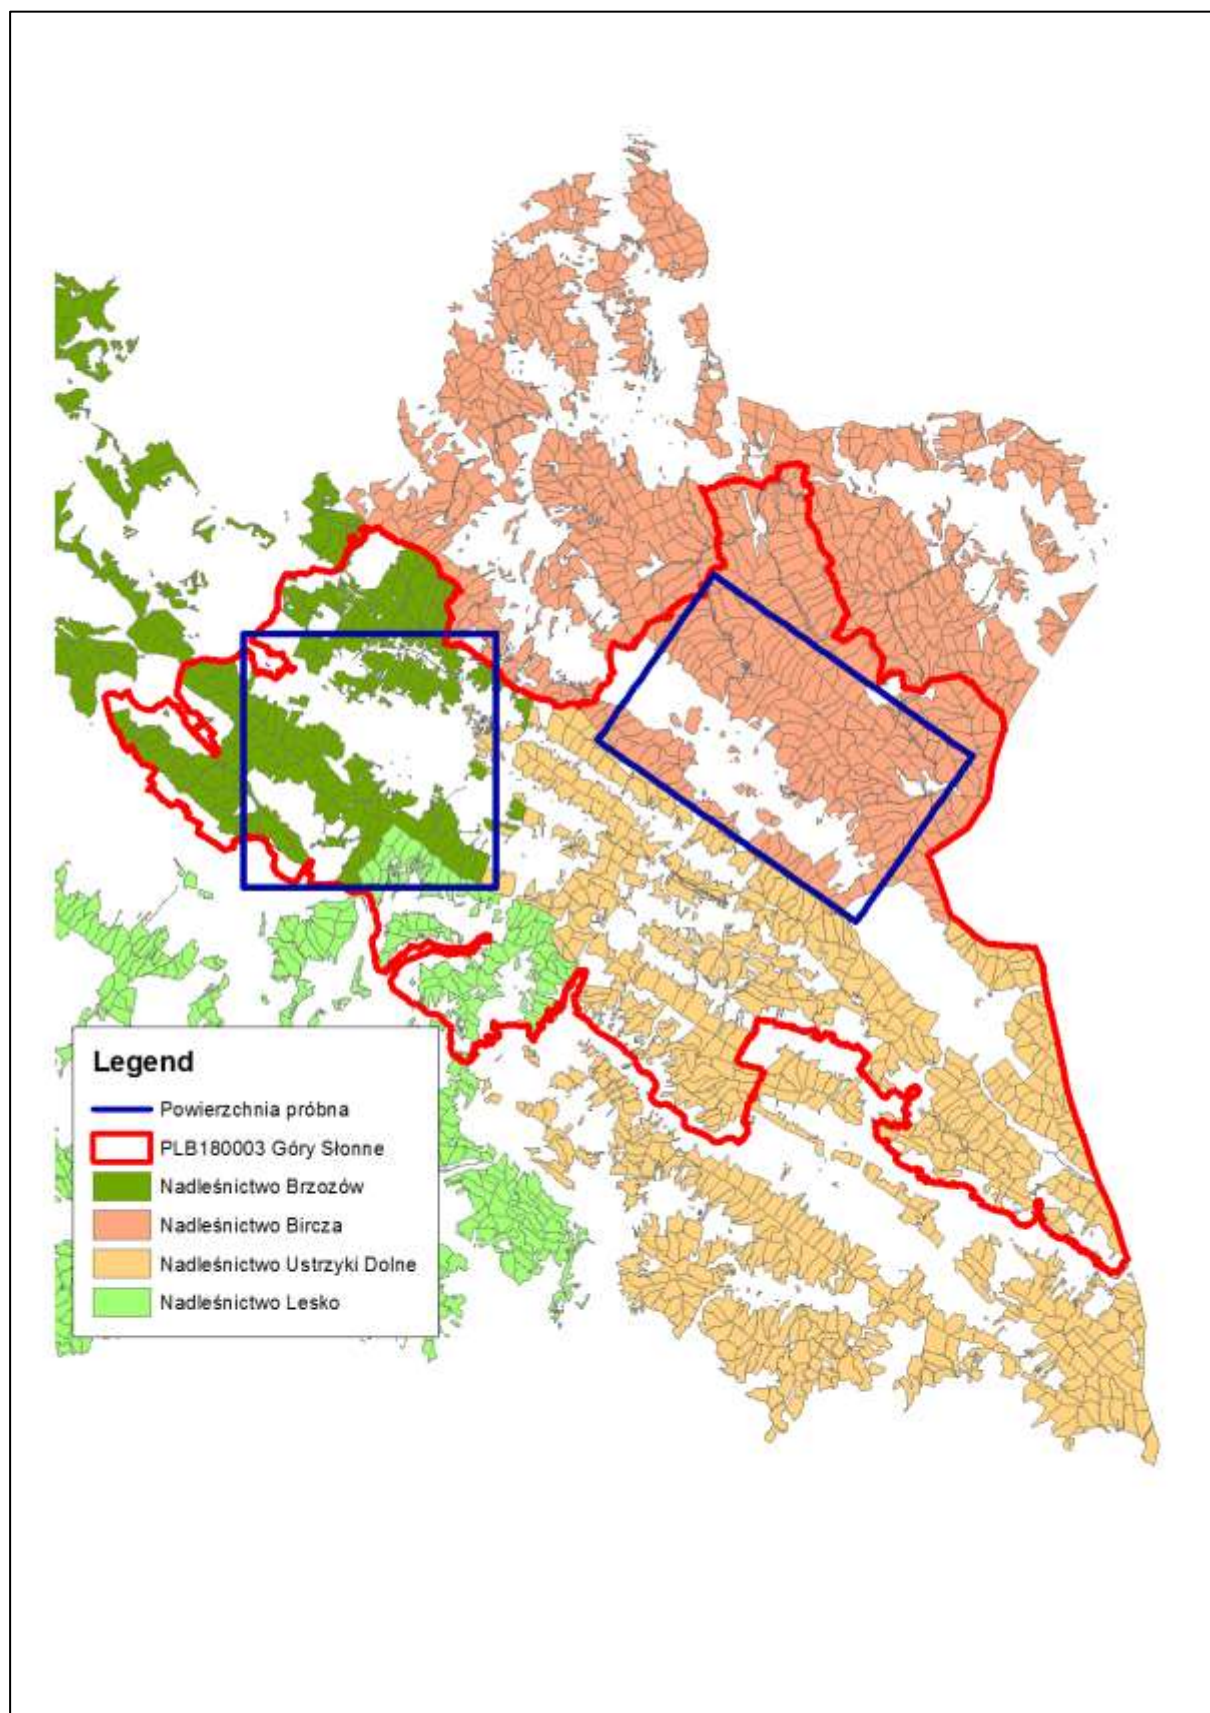 Legend
Powierzchnia próbna
PLB180003 Góry Słonne
Nadleśnictwo Brzozów
Nadleśnictwo Bircza
Nadleśnictwo Ustrzyki Dolne
Nadleśnictwo Lesko